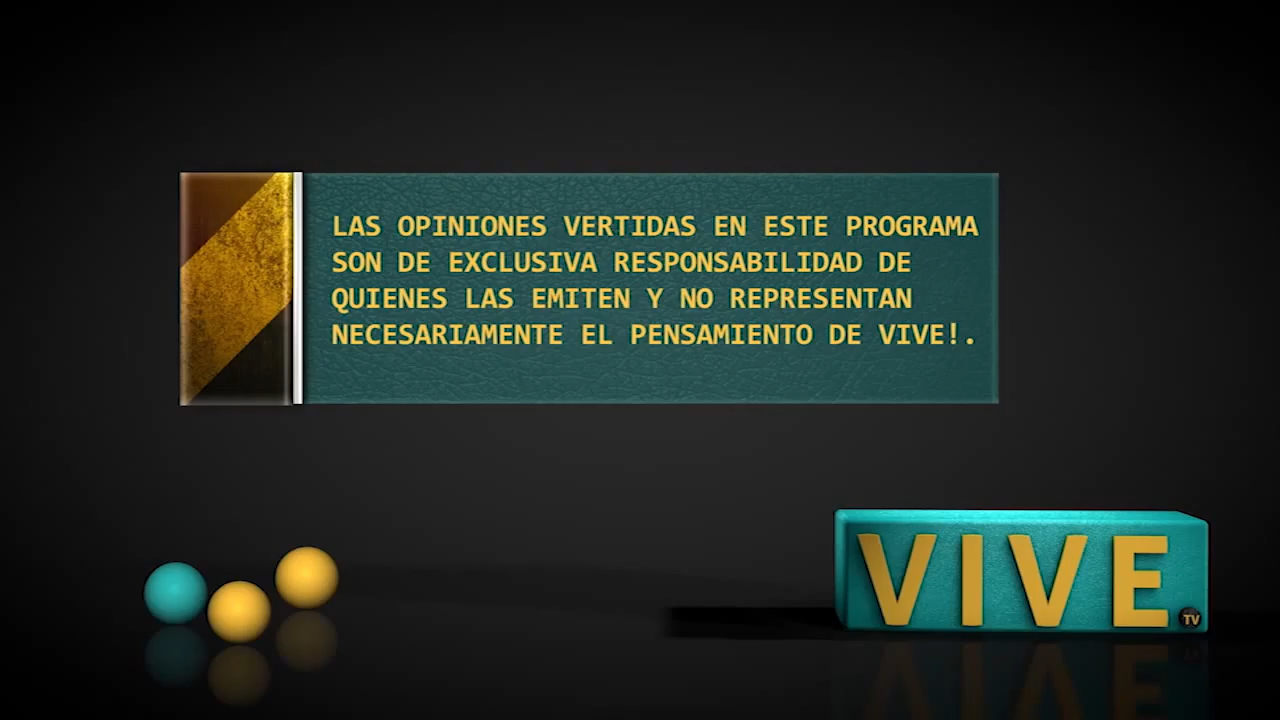 LAS OPINIONES VERTIDAS EN ESTE PROGRAMA
SON DE EXCLUSIVA RESPONSABILIDAD DE
QUIENES LAS EMITEN Y NO REPRESENTAN
NECESARIAMENTE EL PENSAMIENTO DE VIVE!.
VIVE
TV